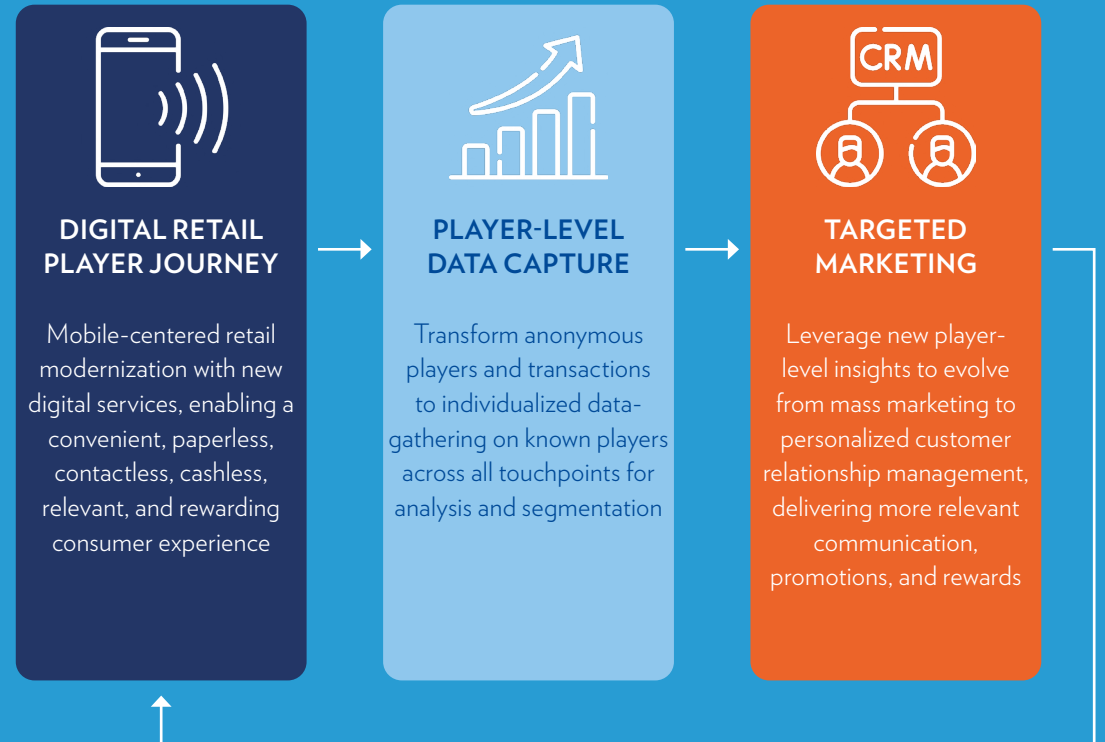 DIGITAL RETAIL
PLAYER JOURNEY
Mobile-centered retail
modernization with new
digital services, enabling a
convenient, paperless,
contactless, cashless,
relevant, and rewarding
consumer experience
PLAYER-LEVEL
DATA CAPTURE
Transform anonymous
players and transactions
to individualized data-
gathering on known players
across all touchpoints for
analysis and segmentation
CRM
TARGETED
MARKETING
Leverage new player-
level insights to evolve
from mass marketing to
personalized customer
relationship management,
delivering more relevant
communication,
promotions, and rewards